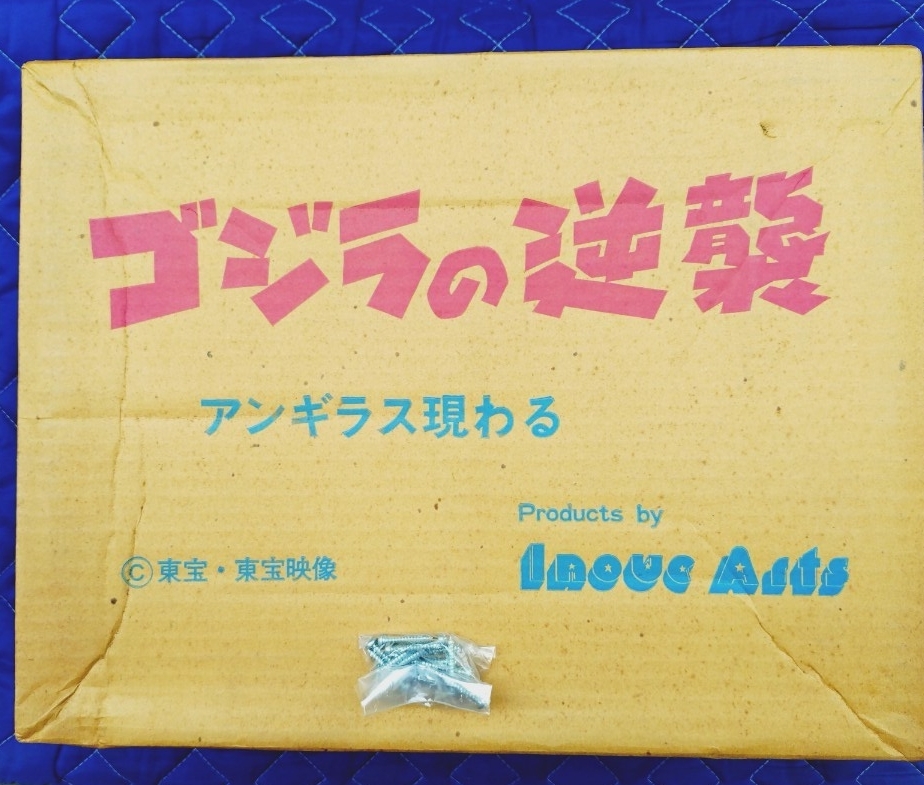 ゴジラの逆襲
アンギラス現わる
Products by
Inoue Arts
©東宝・東宝映像